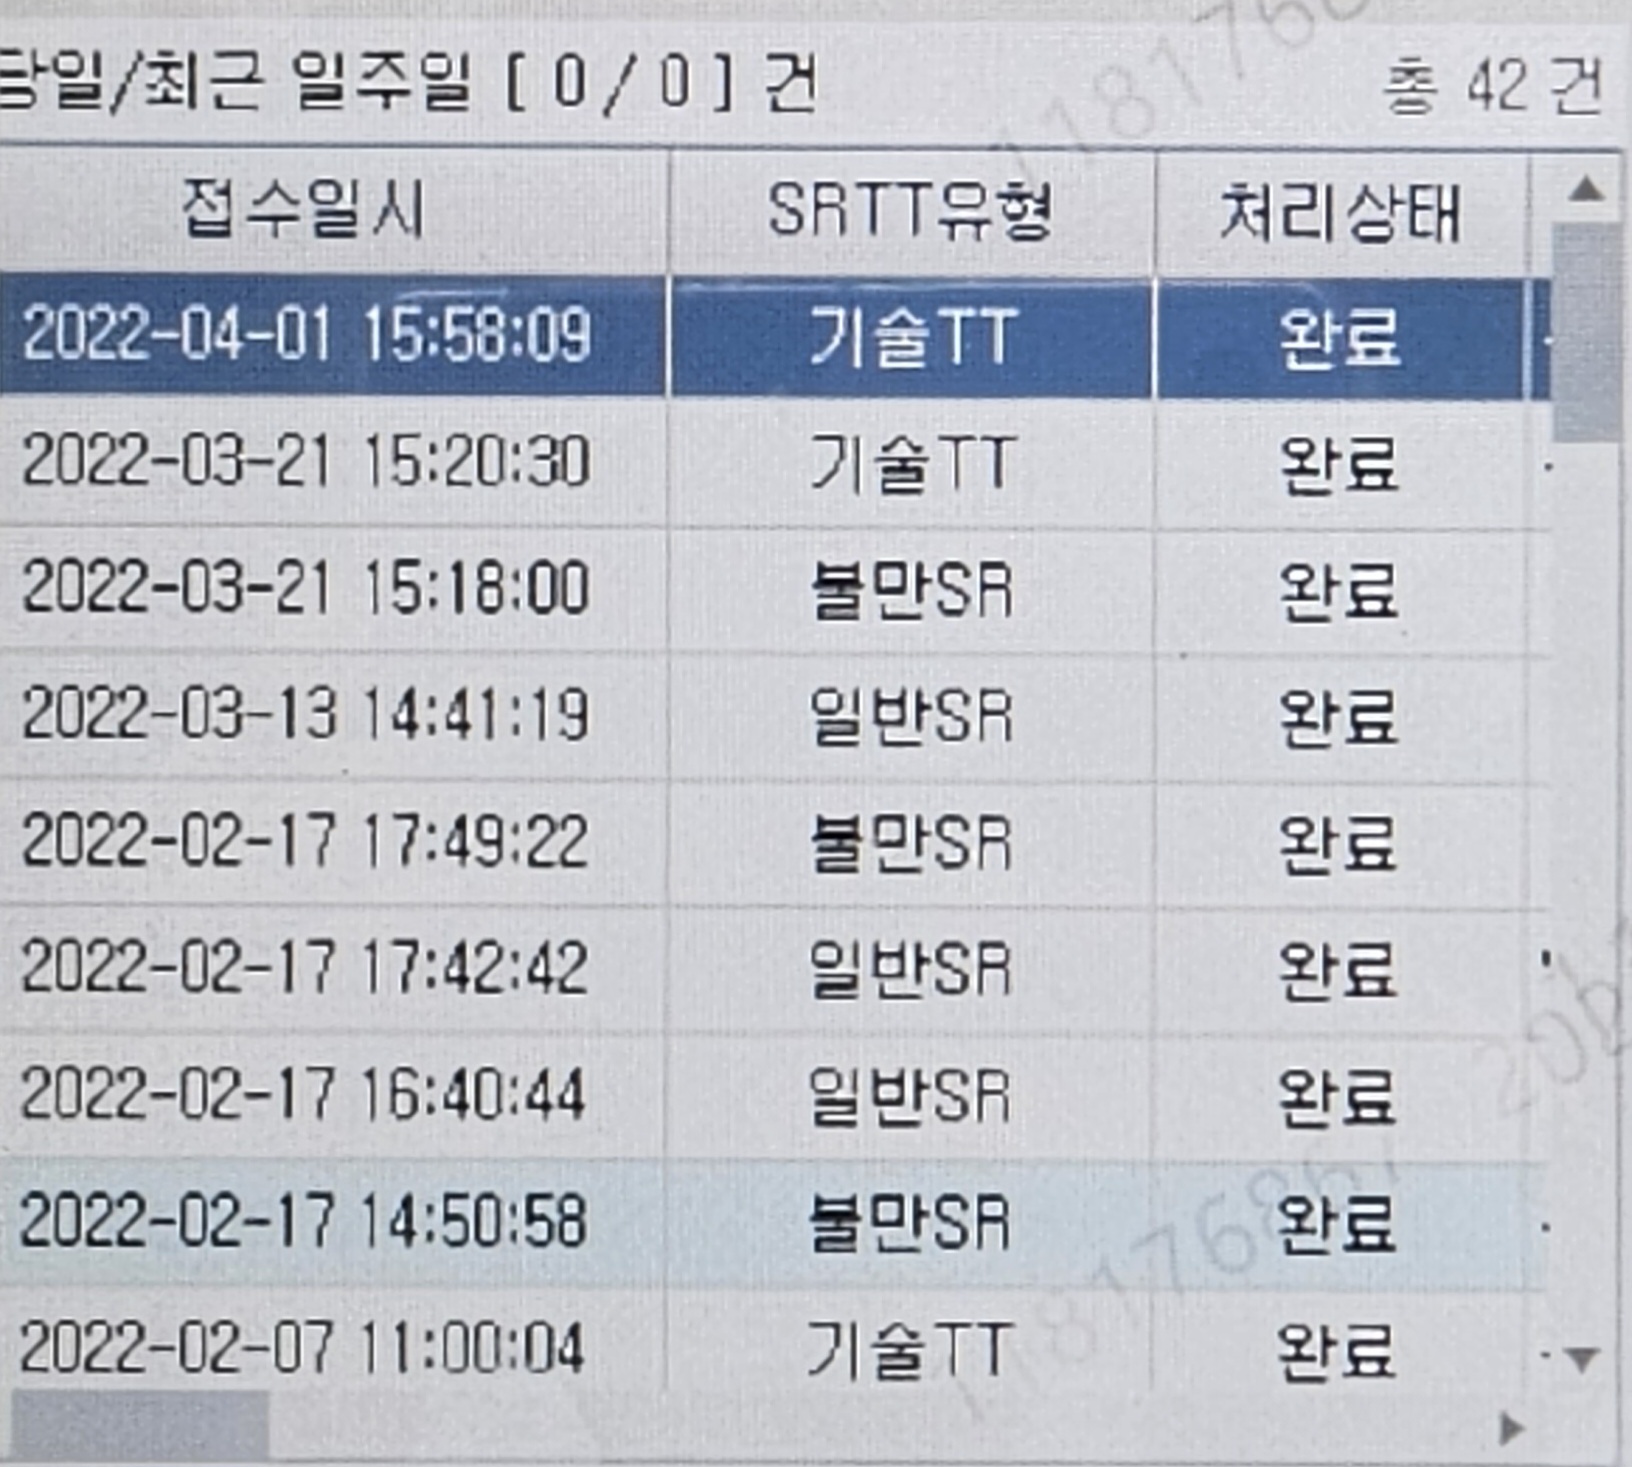 당일/최근 일주일 [ 0 / 0 ] 건 총 42 건
접수일시 SRTT유형 처리상태
2022-04-01 15:58:09 기술TT 완료
2022-03-21 15:20:30 기술TT 완료
2022-03-21 15:18:00 불만SR 완료
2022-03-13 14:41:19 일반SR 완료
2022-02-17 17:49:22 불만SR 완료
2022-02-17 17:42:42 일반SR 완료
2022-02-17 16:40:44 일반SR 완료
2022-02-17 14:50:58 불만SR 완료
2022-02-07 11:00:04 기술TT 완료